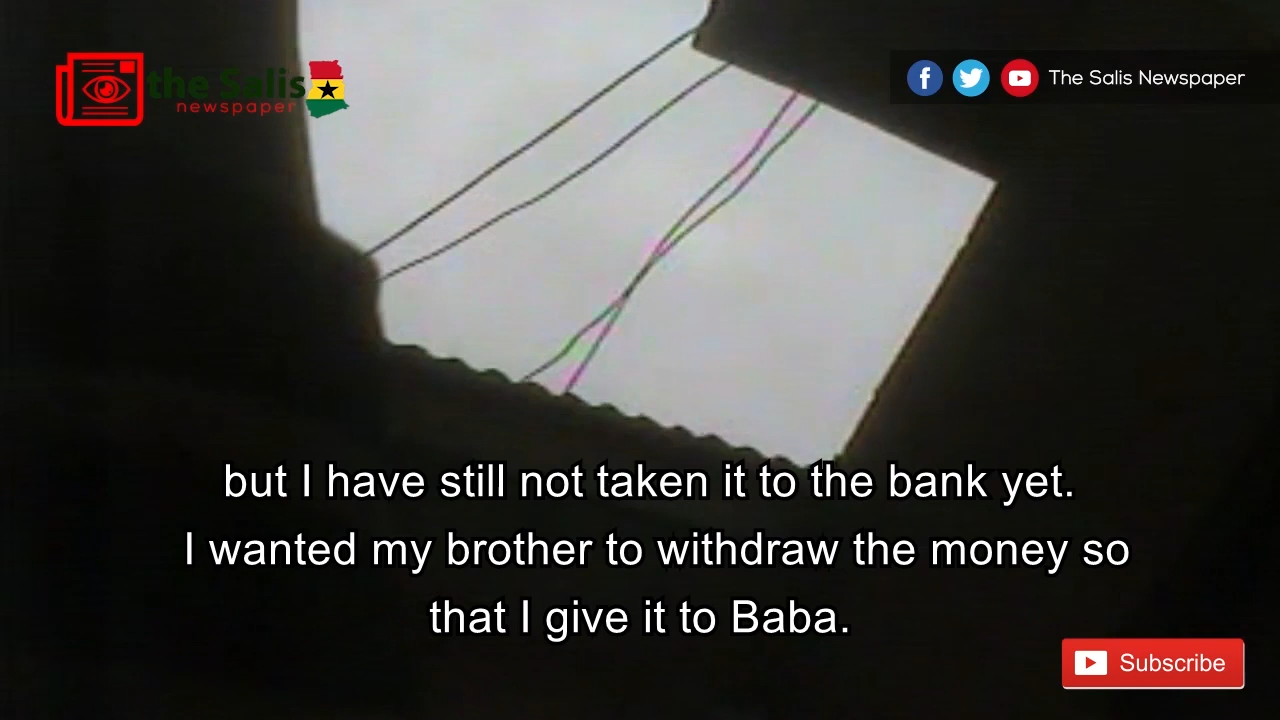 the Salis
newspaper
The Salis Newspaper
but I have still not taken it to the bank yet.
I wanted my brother to withdraw the money so
that I give it to Baba.
Subscribe